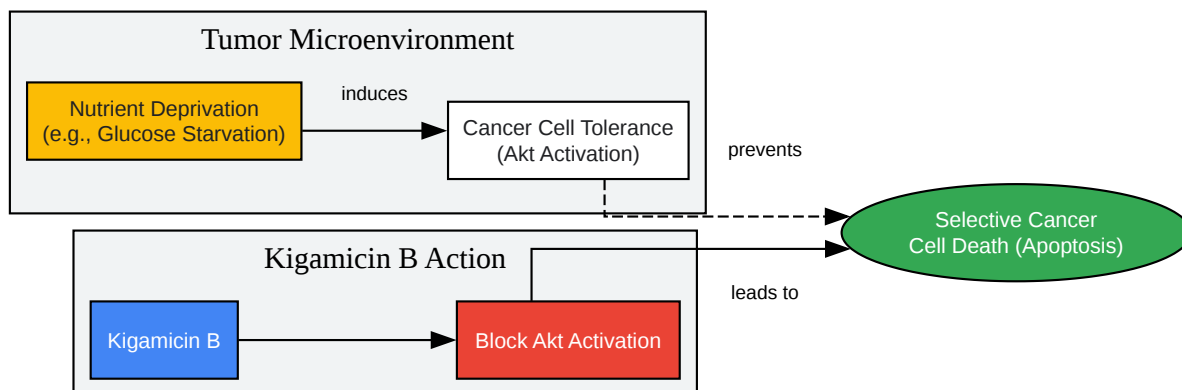 Tumor Microenvironment
Nutrient Deprivation
(e.g., Glucose Starvation)
induces
Cancer Cell Tolerance
(Akt Activation)
prevents
Selective Cancer
Cell Death (Apoptosis)
Kigamicin B Action
Kigamicin B
Block Akt Activation
leads to